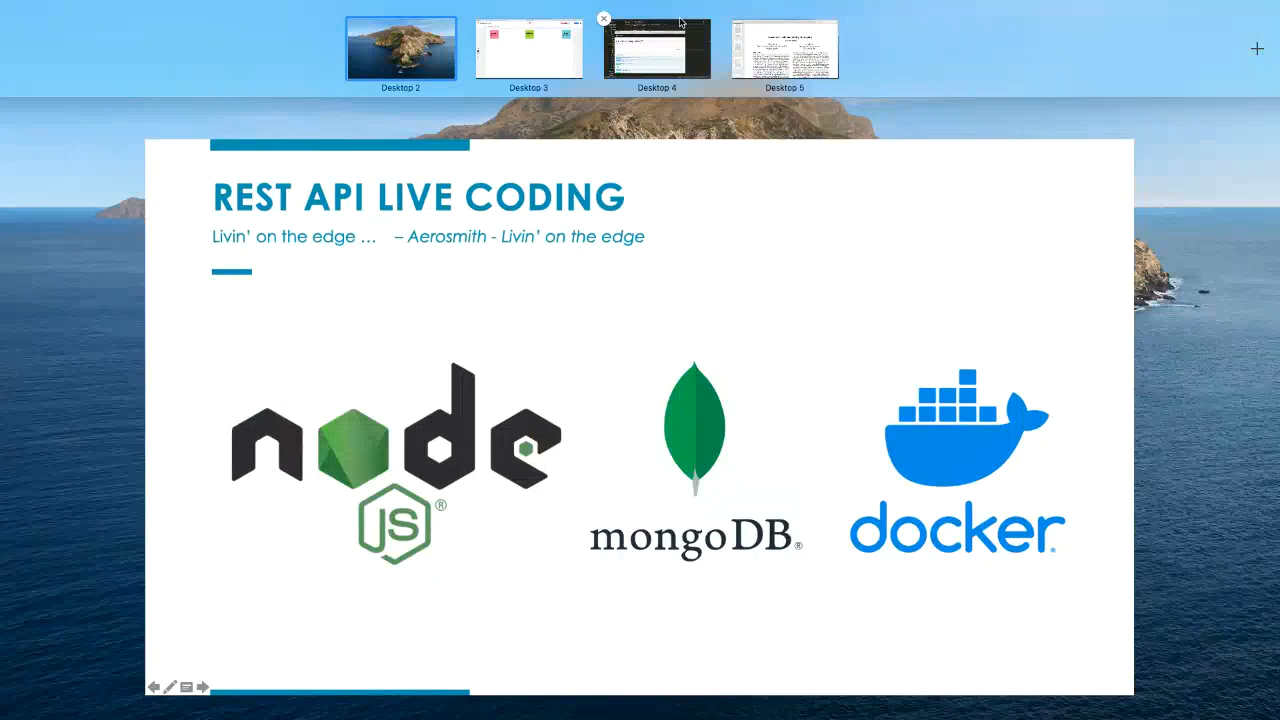 Desktop 2
Desktop 3
Desktop 4
Desktop 5
REST API LIVE CODING
Livin' on the edge … – Aerosmith - Livin' on the edge
node
JS®
mongoDB®
docker